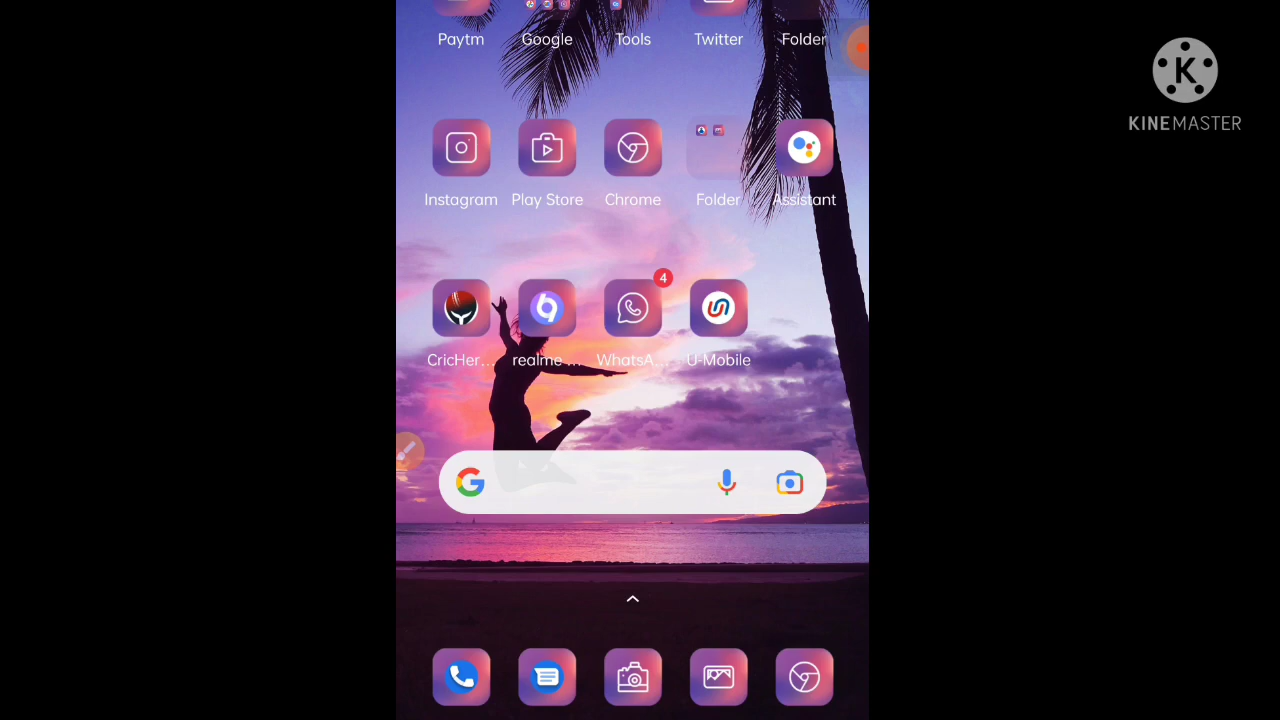 Paytm Google Tools Twitter Folder
Instagram Play Store Chrome Folder Assistant
4
CricHer... realme ... WhatsA... U-Mobile
K
KINEMASTER